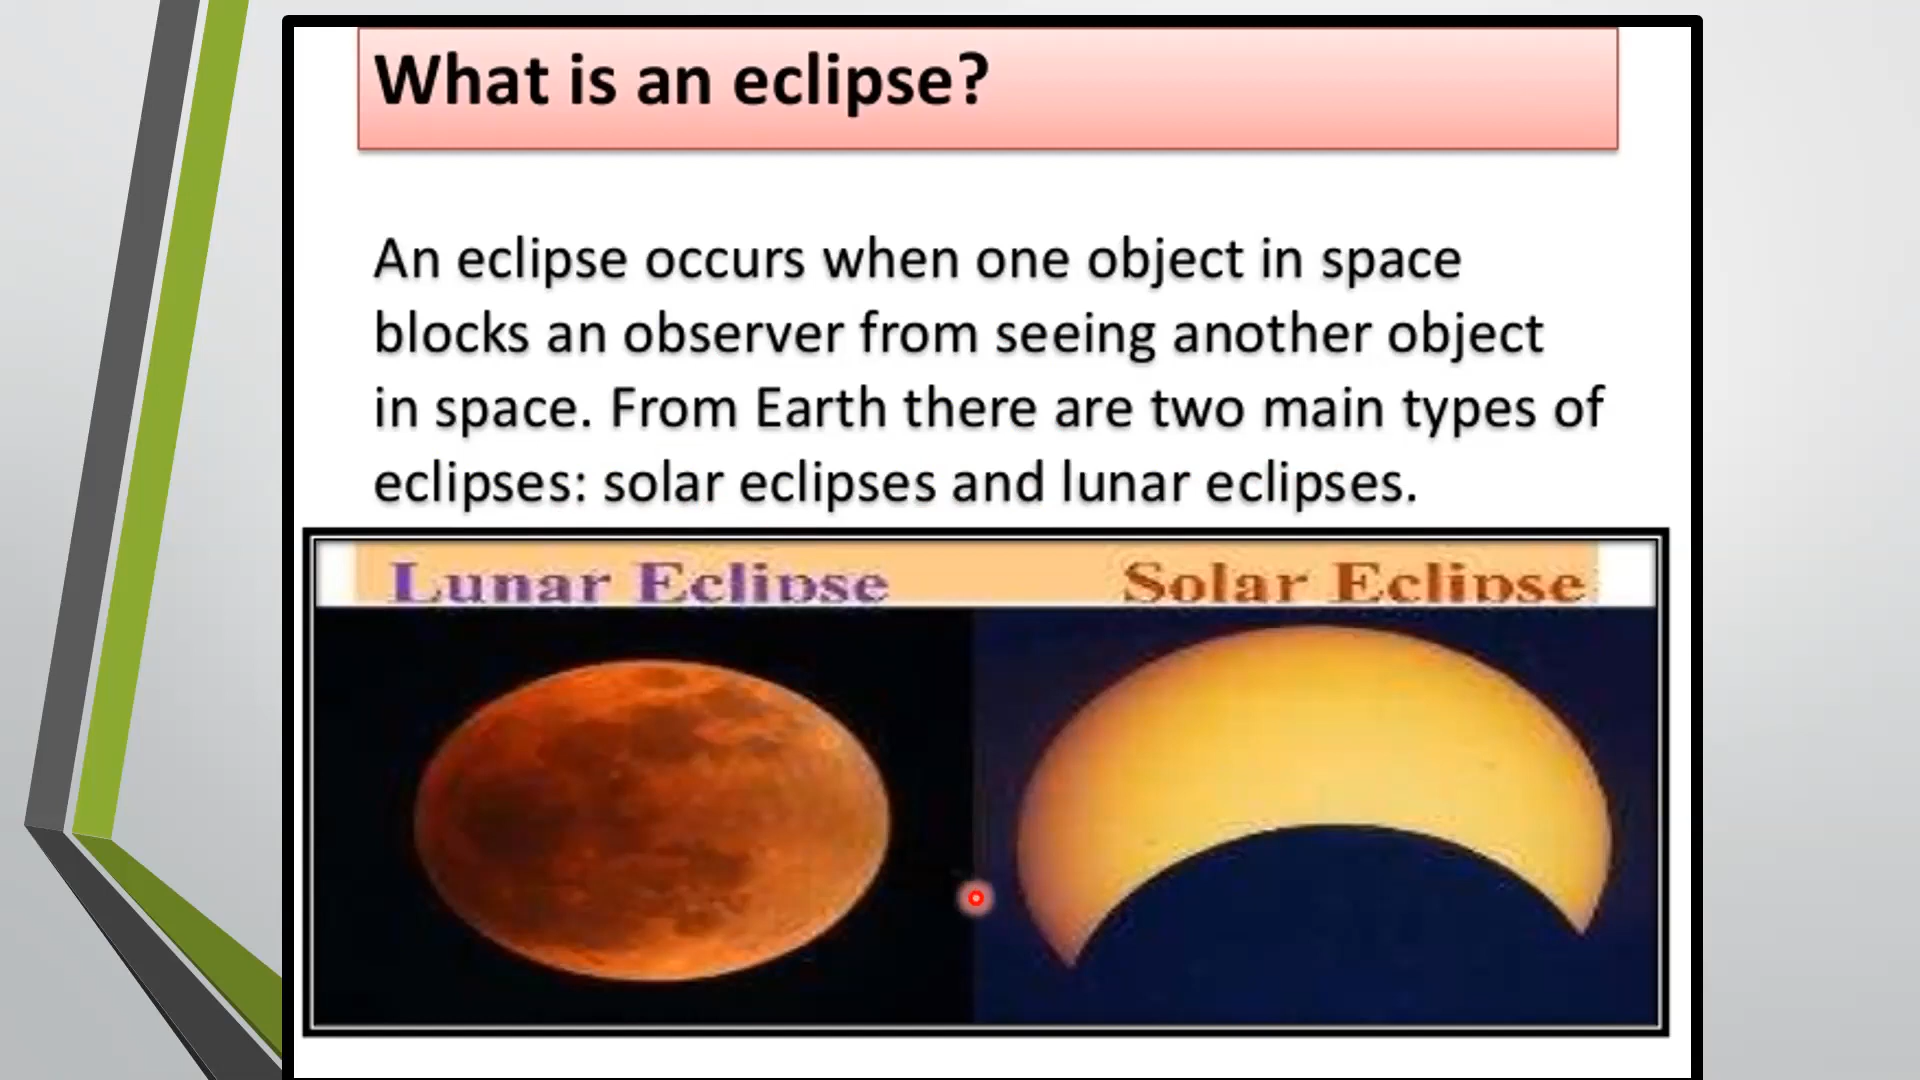 What is an eclipse?
An eclipse occurs when one object in space
blocks an observer from seeing another object
in space. From Earth there are two main types of
eclipses: solar eclipses and lunar eclipses.
Lunar Eclipse Solar Eclipse